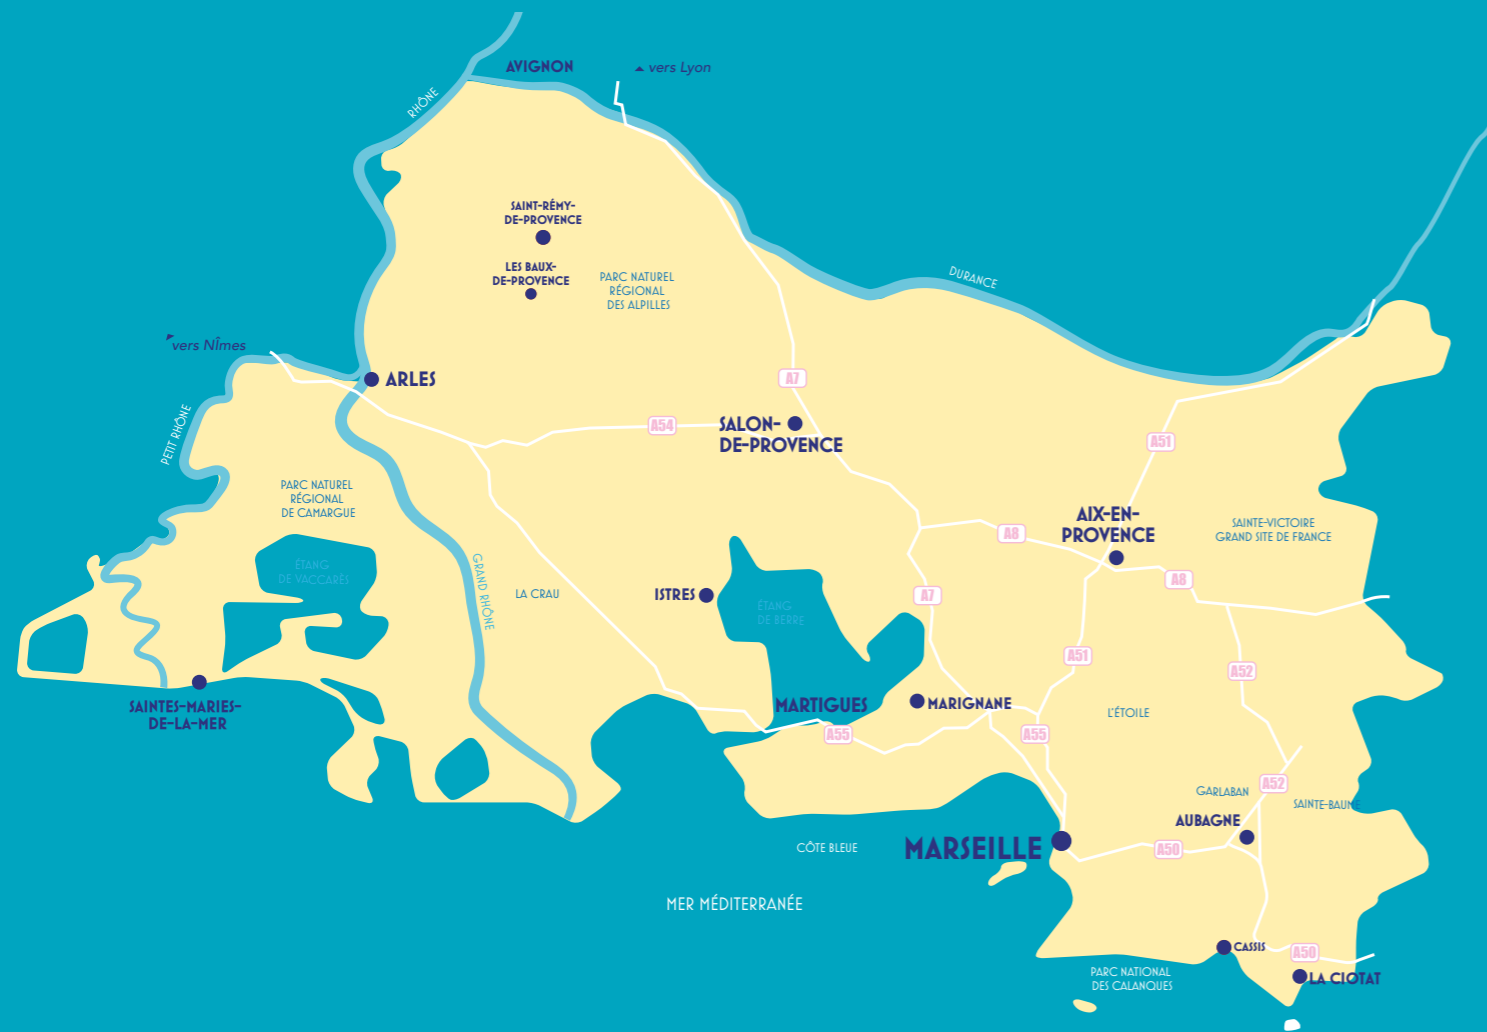 AVIGNON
vers Lyon
RHÔNE
SAINT-RÉMY-
DE-PROVENCE
LES BAUX-
DE-PROVENCE
PARC NATUREL
RÉGIONAL
DES ALPILLES
DURANCE
vers NÎmes
ARLES
A7
PETIT RHÔNE
A54
SALON-
DE-PROVENCE
A51
PARC NATUREL
RÉGIONAL
DE CAMARGUE
AIX-EN-
PROVENCE
SAINTE-VICTOIRE
GRAND SITE DE FRANCE
A8
ÉTANG
DE VACCARÈS
GRAND RHÔNE
LA CRAU
ISTRES
ÉTANG
DE BERRE
A7
A8
A51
A52
SAINTES-MARIES-
DE-LA-MER
MARTIGUES
MARIGNANE
L'ÉTOILE
A55
A55
GARLABAN
A52
SAINTE-BAUME
AUBAGNE
CÔTE BLEUE
MARSEILLE
A50
MER MÉDITERRANÉE
CASSIS
A50
PARC NATIONAL
DES CALANQUES
LA CIOTAT